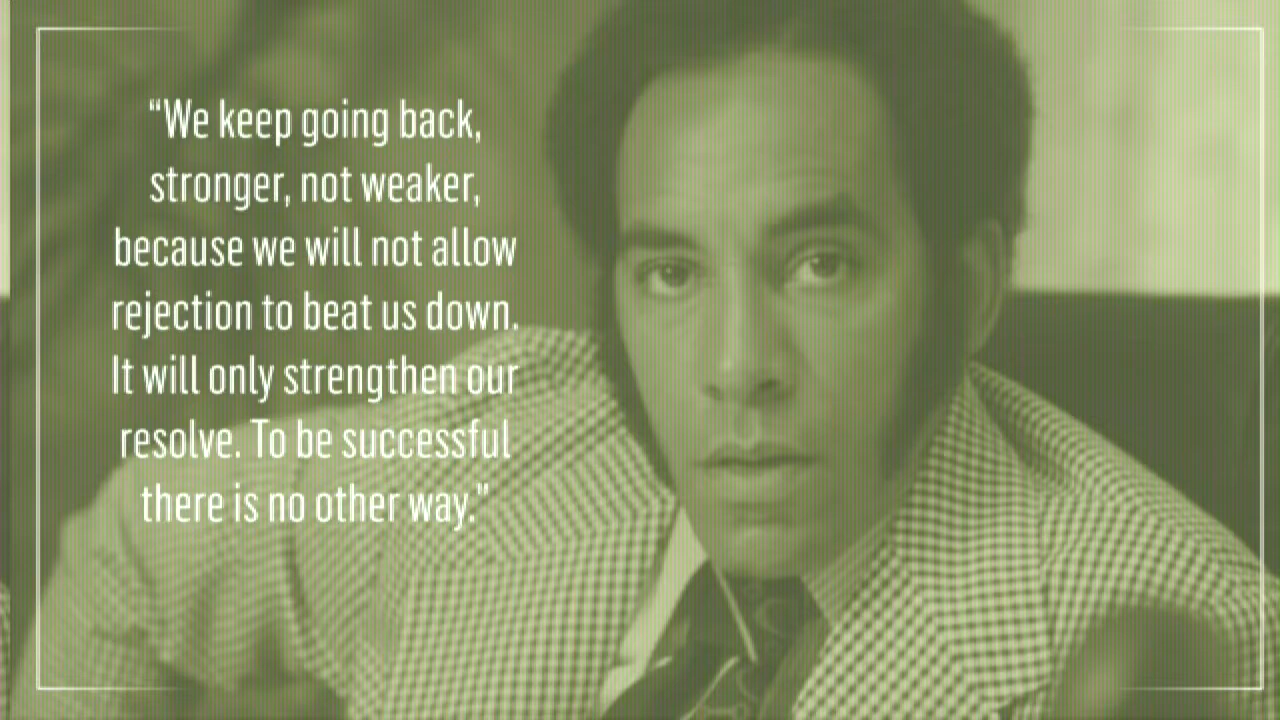 “We keep going back,
stronger, not weaker,
because we will not allow
rejection to beat us down.
It will only strengthen our
resolve. To be successful
there is no other way.”